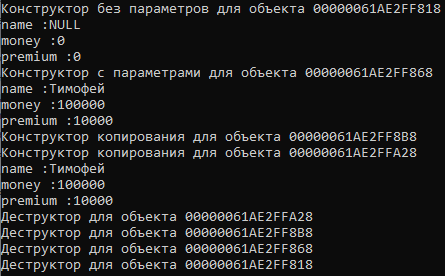 Конструктор без параметров для объекта 00000061AE2FF818
name :NULL
money :0
premium :0
Конструктор с параметрами для объекта 00000061AE2FF868
name :Тимофей
money :100000
premium :10000
Конструктор копирования для объекта 00000061AE2FF8B8
Конструктор копирования для объекта 00000061AE2FFA28
name :Тимофей
money :100000
premium :10000
Деструктор для объекта 00000061AE2FFA28
Деструктор для объекта 00000061AE2FF8B8
Деструктор для объекта 00000061AE2FF868
Деструктор для объекта 00000061AE2FF818